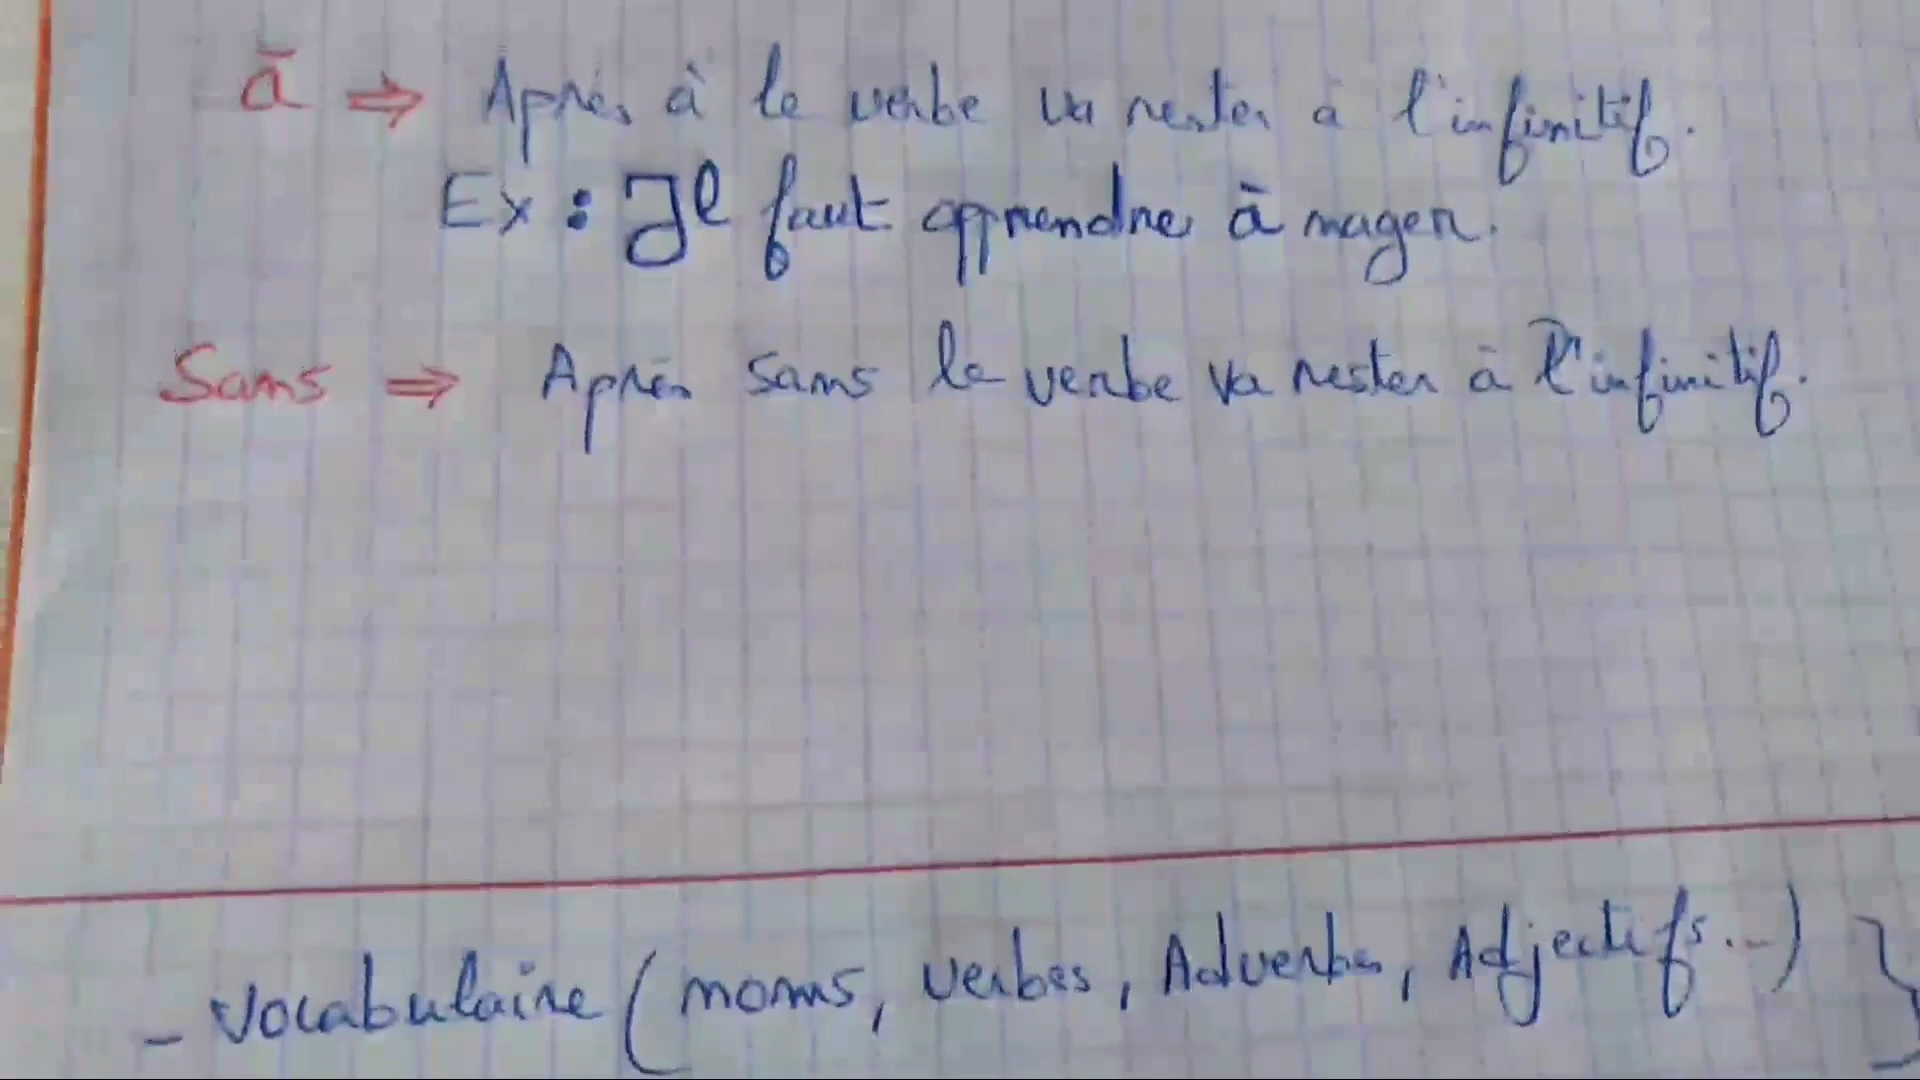 à ⇒ Après à le verbe va rester à l'infinitif.
Ex : Il faut apprendre à nager.
Sans ⇒ Après sans le verbe va rester à l'infinitif.
- Vocabulaire (noms, verbes, Adverbes, Adjectifs...) }